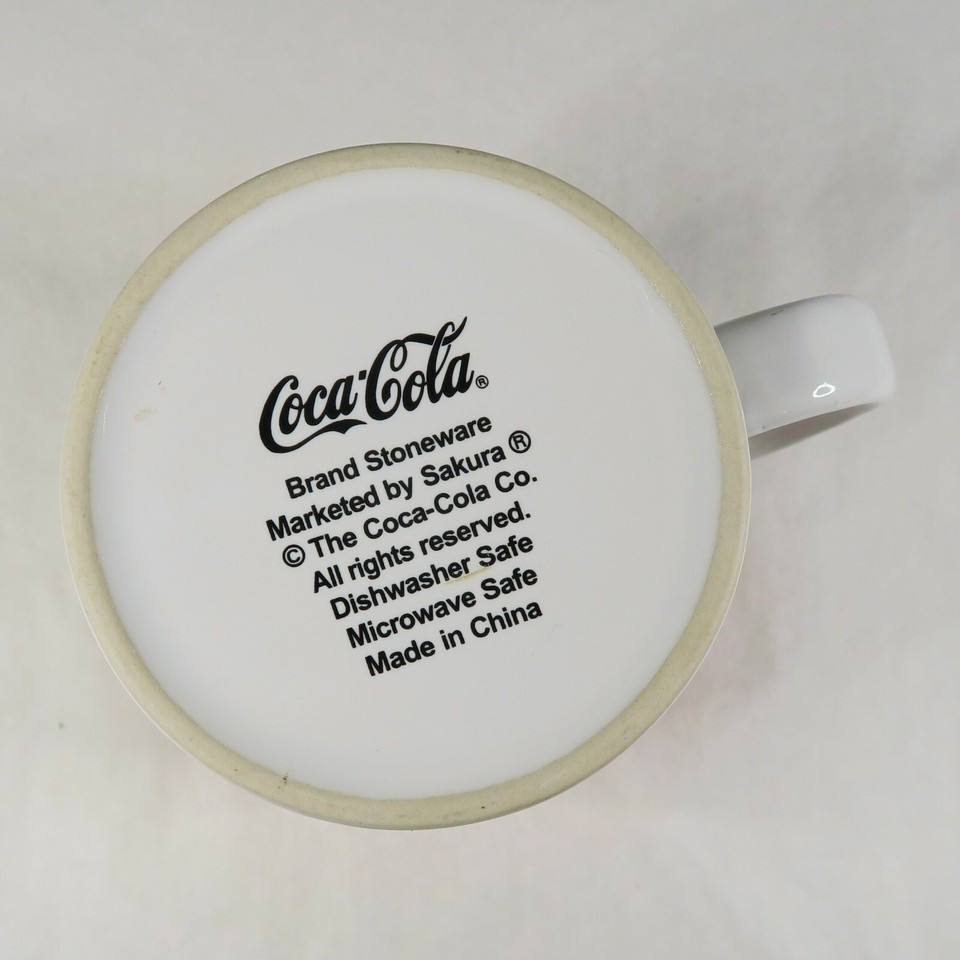 Coca-Cola®
Brand Stoneware
Marketed by Sakura ®
© The Coca-Cola Co.
All rights reserved.
Dishwasher Safe
Microwave Safe
Made in China